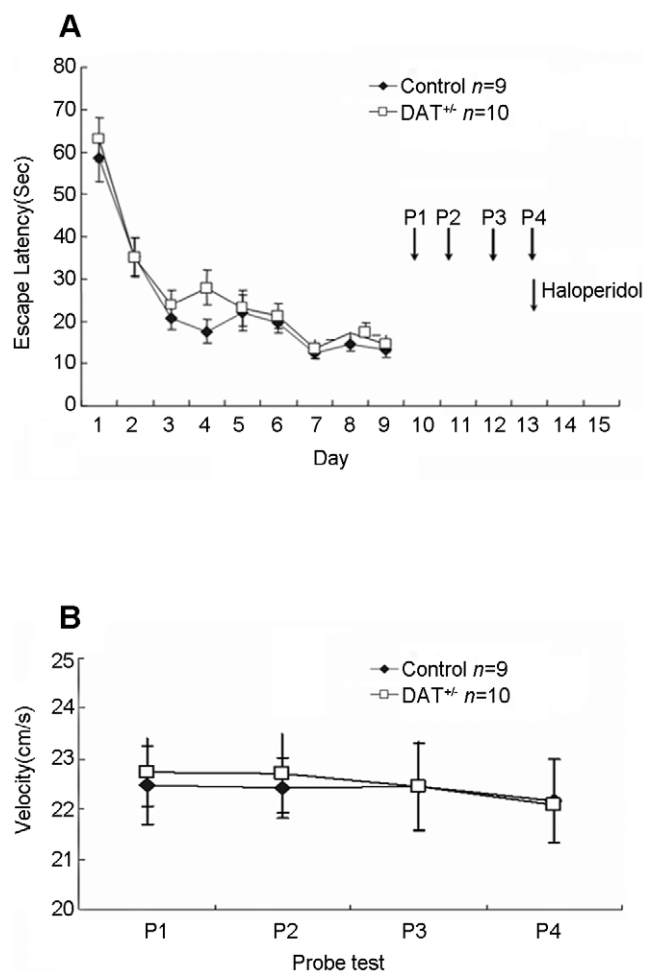 A
80
70
60
50
40
30
20
10
0
Escape Latency(Sec)
Control n=9
DAT+/- n=10
P1 P2 P3 P4
Haloperidol
1 2 3 4 5 6 7 8 9 10 11 12 13 14 15
Day
B
25
24
23
22
21
20
Velocity(cm/s)
Control n=9
DAT+/- n=10
P1 P2 P3 P4
Probe test